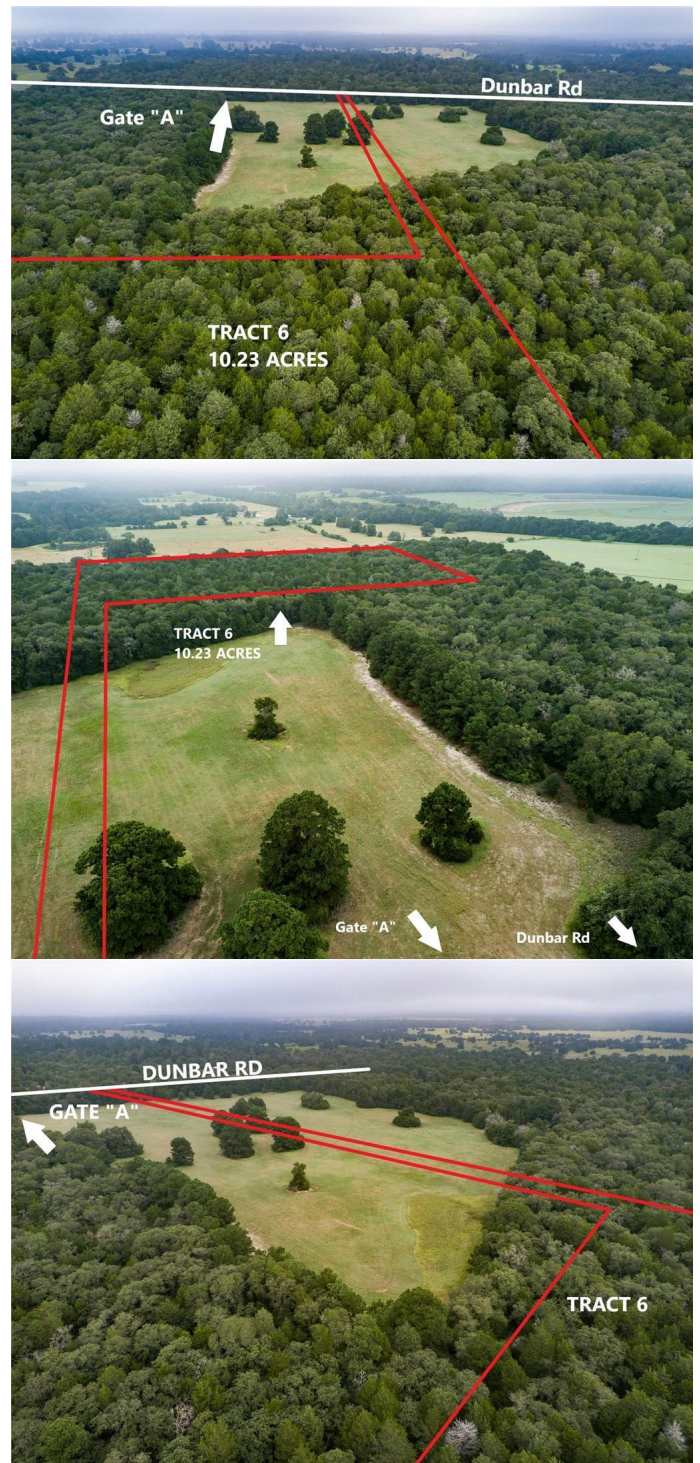 Dunbar Rd
Gate "A"
TRACT 6
10.23 ACRES
TRACT 6
10.23 ACRES
Gate "A"
Dunbar Rd
DUNBAR RD
GATE "A"
TRACT 6